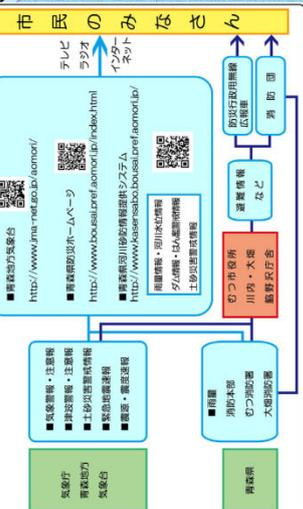 市民のみなさん
テレビ
ラジオ
インター
ネット
防災行政用無線
広報車
消防団
■青森地方気象台
http://www.jma-net.go.jp/aomori/
■青森県防災ホームページ
http://www.bousai.pref.aomori.jp/index.html
■青森県河川砂防情報提供システム
http://www.kasensabo.bousai.pref.aomori.jp/
雨量情報・河川水位情報
ダム情報・はん濫警戒情報
土砂災害警戒情報
避難情報
など
むつ市役所
川内・大畑
脇野沢庁舎
■気象警報・注意報
■津波警報・注意報
■土砂災害警戒情報
■緊急地震速報
■震源・震度速報
■雨量
消防本部
むつ消防署
大畑消防署
気象庁
青森地方
気象台
青森県